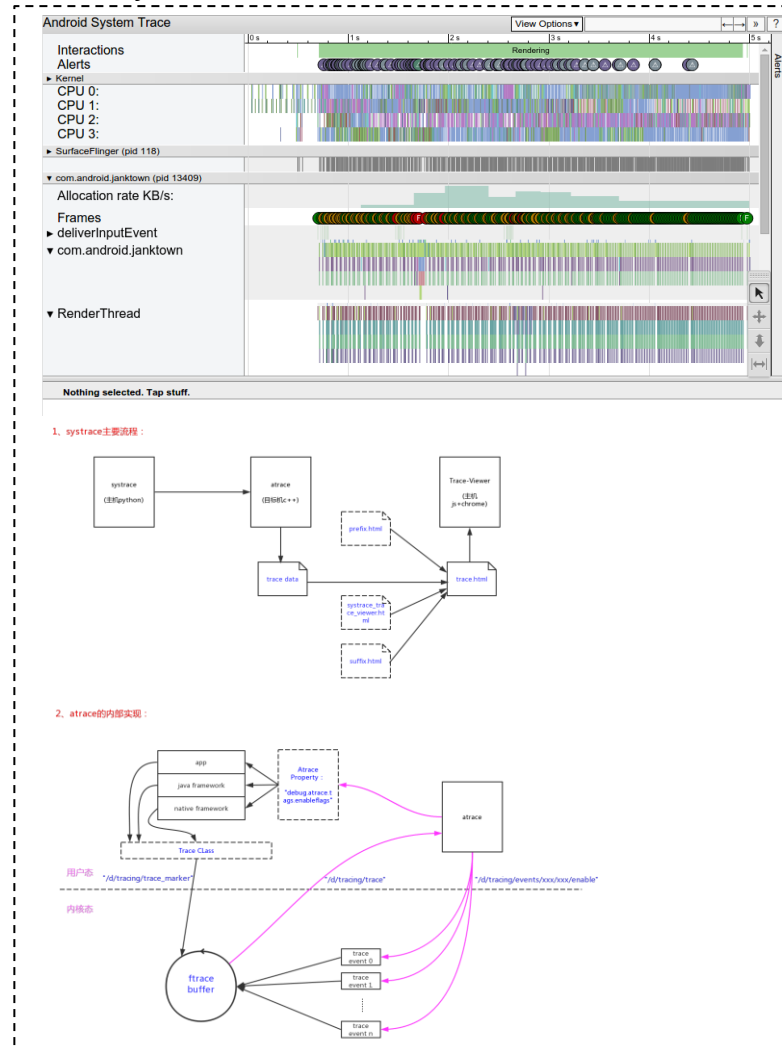 Android System Trace
View Options ▾
» ?
0 s 1 s 2 s 3 s 4 s 5 s
Interactions
Rendering
Alerts
Alerts
▸ Kernel
CPU 0:
CPU 1:
CPU 2:
CPU 3:
▸ SurfaceFlinger (pid 118)
▾ com.android.janktown (pid 13409)
Allocation rate KB/s:
Frames
F F
▸ deliverInputEvent
▾ com.android.janktown
▾ RenderThread
Nothing selected. Tap stuff.
1、systrace主要流程：
systrace
(主机python)
atrace
(目标机c++)
Trace-Viewer
(主机
js+chrome)
prefix.html
trace data
trace.html
systrace_tra
ce_viewer.ht
ml
suffix.html
2、atrace的内部实现：
app
java framework
native framework
Atrace
Property：
"debug.atrace.t
ags.enableflags"
atrace
Trace CLass
用户态
"/d/tracing/trace_marker"
"/d/tracing/trace"
"/d/tracing/events/xxx/xxx/enable"
内核态
ftrace
buffer
trace
event 0
trace
event 1
......
trace
event n